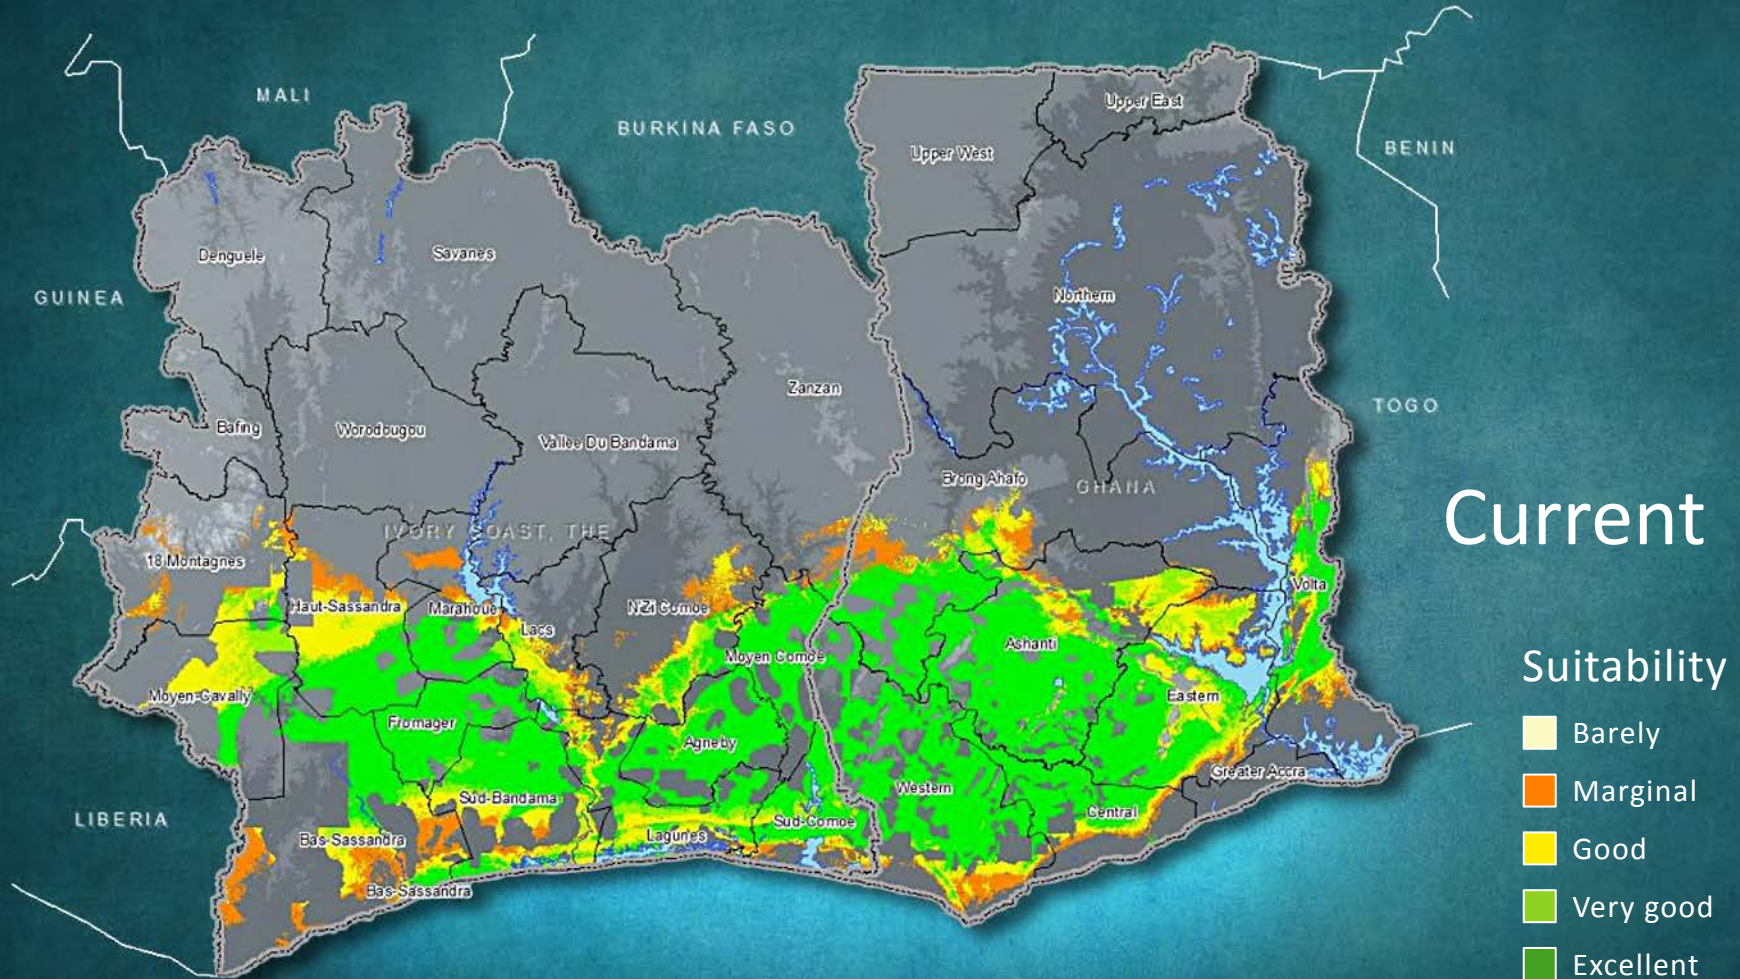 MALI
BURKINA FASO
Upper East
BENIN
Upper West
Denguele
Savanes
GUINEA
Northern
Zanzan
TOGO
Bafing
Worodougou
Vallee Du Bandama
Brong Ahafo
GHANA
IVORY COAST, THE
Current
18 Montagnes
Volta
Haut-Sassandra
Marahoue
N'Zi Comoe
Lacs
Ashanti
Moyen Comoe
Moyen-Cavally
Eastern
Suitability
Fromager
Agneby
Barely
Greater Accra
Western
Marginal
Sud-Bandama
Central
LIBERIA
Sud-Comoe
Bas-Sassandra
Lagunes
Good
Bas-Sassandra
Very good
Excellent